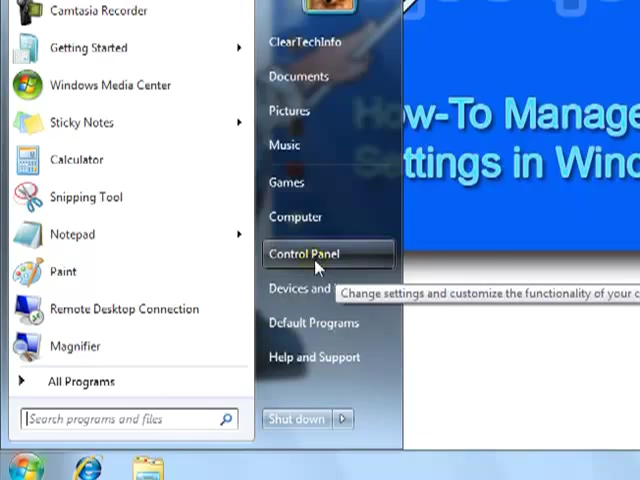 Camtasia Recorder
Getting Started
Windows Media Center
Sticky Notes
Calculator
Snipping Tool
Notepad
Paint
Remote Desktop Connection
Magnifier
All Programs
Search programs and files
ClearTechInfo
Documents
Pictures
Music
Games
Computer
Control Panel
Devices and
Change settings and customize the functionality of your c
Default Programs
Help and Support
Shut down
How-To Manage
Settings in Wind